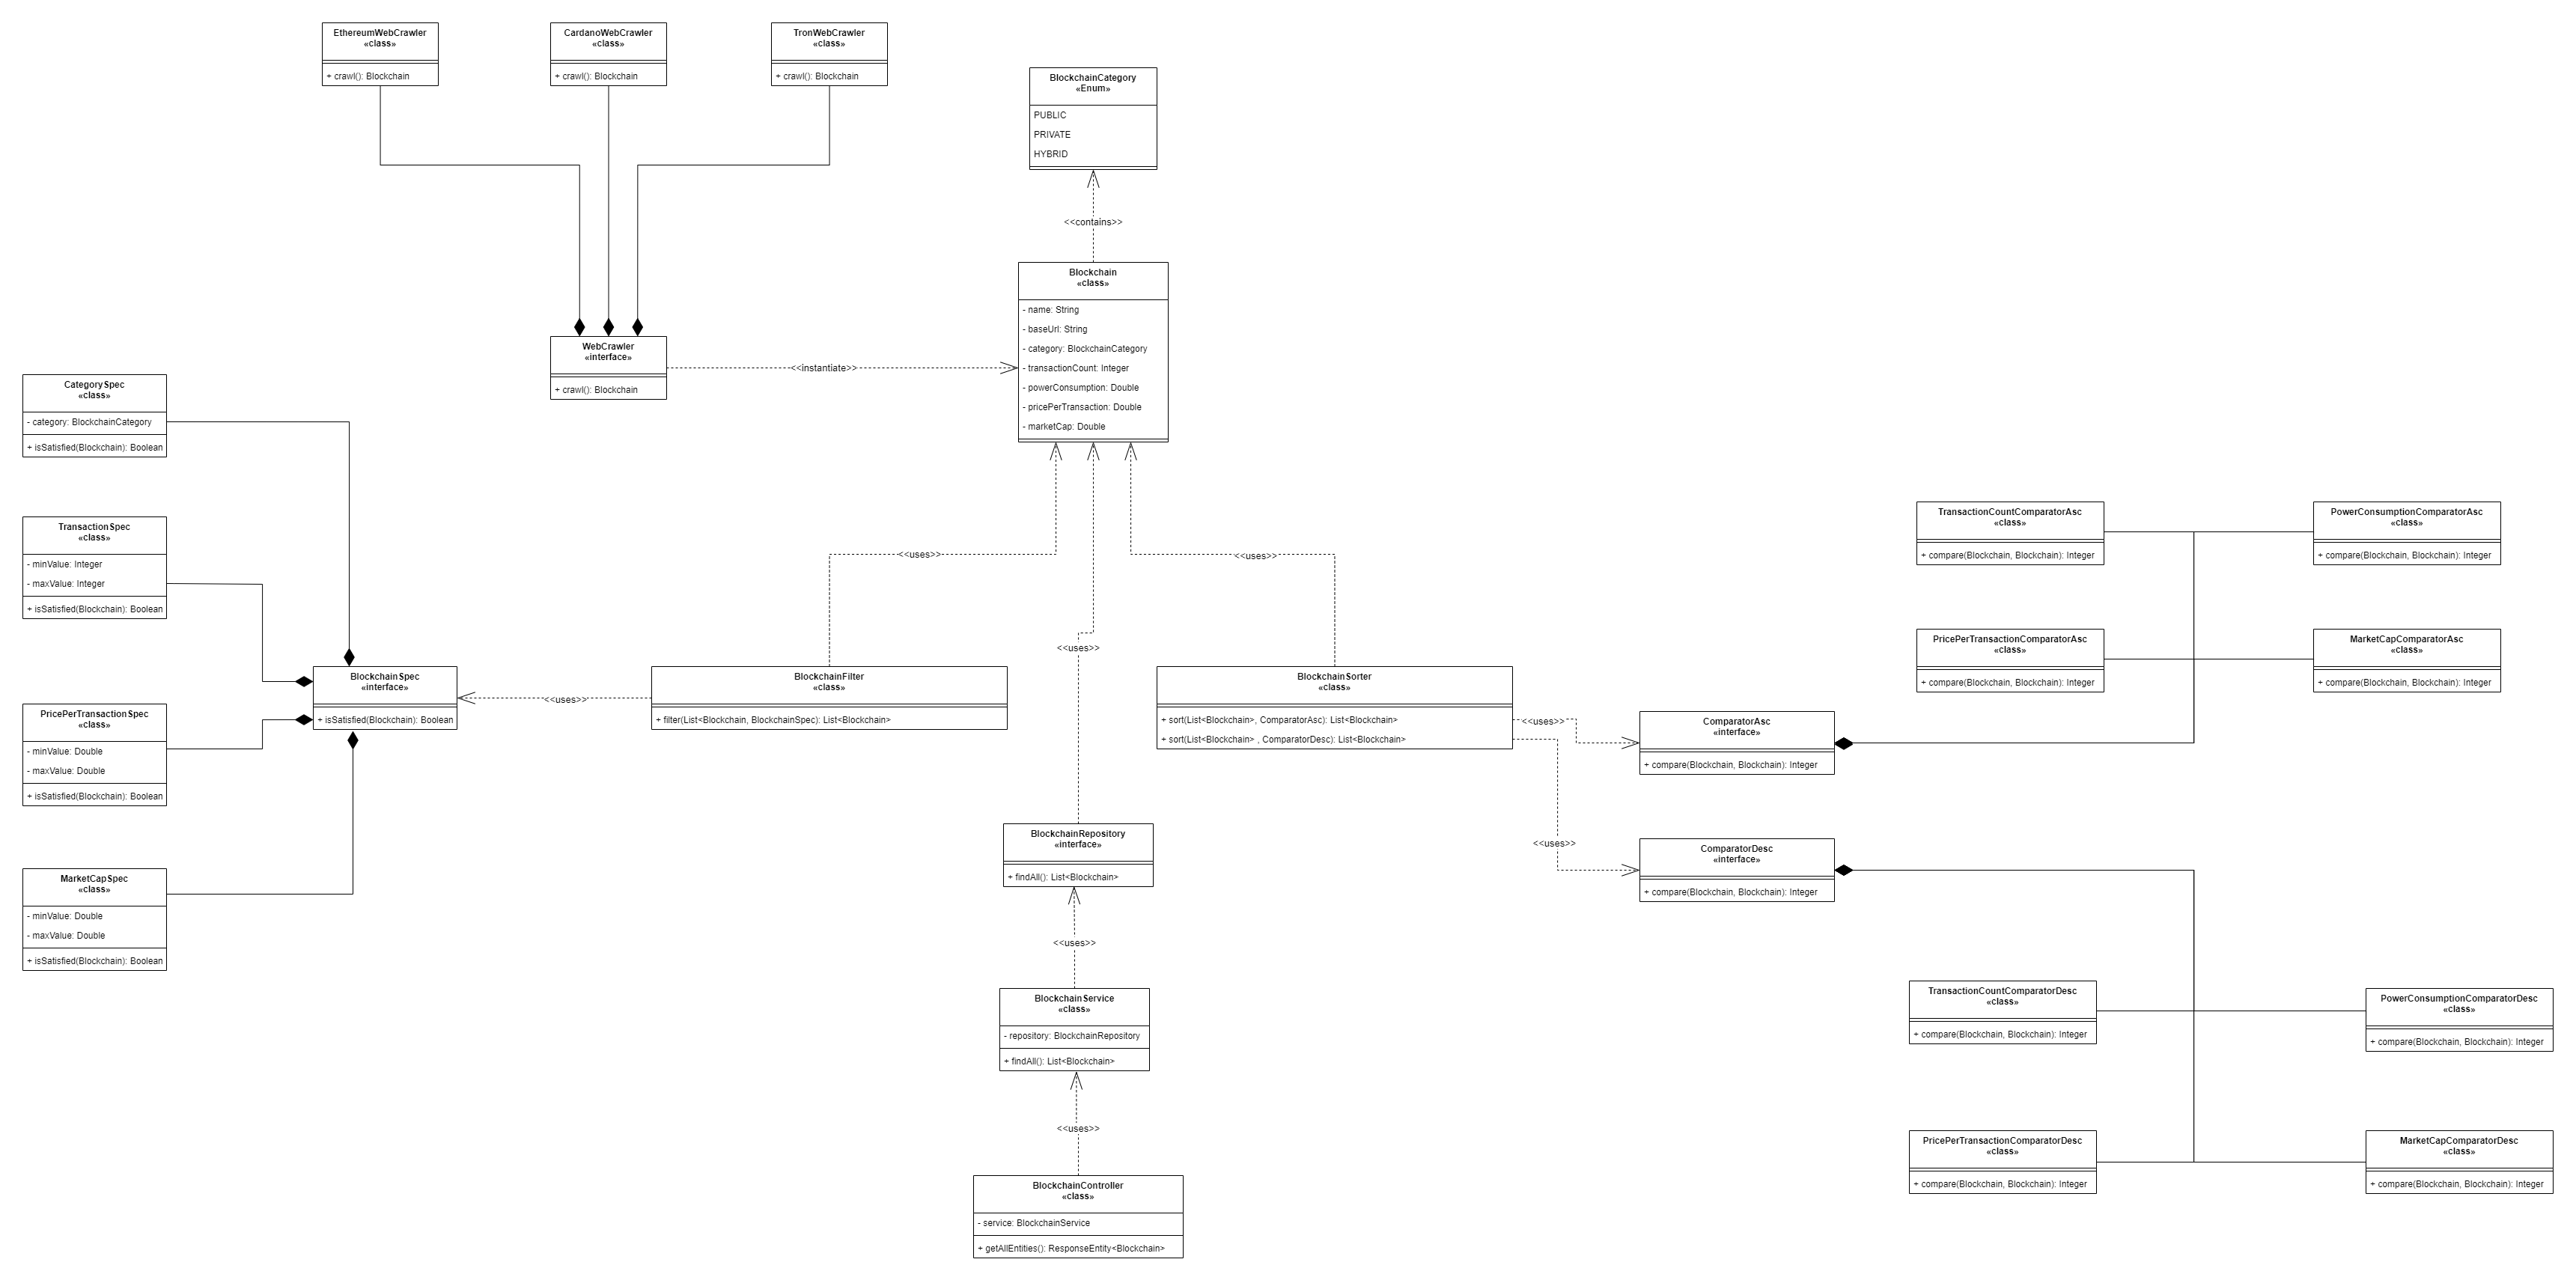 EthereumWebCrawler
«class»
+ crawl(): Blockchain
CardanoWebCrawler
«class»
+ crawl(): Blockchain
TronWebCrawler
«class»
+ crawl(): Blockchain
BlockchainCategory
«Enum»
PUBLIC
PRIVATE
HYBRID
<<contains>>
Blockchain
«class»
- name: String
- baseUrl: String
- category: BlockchainCategory
- transactionCount: Integer
- powerConsumption: Double
- pricePerTransaction: Double
- marketCap: Double
WebCrawler
«interface»
+ crawl(): Blockchain
<<instantiate>>
CategorySpec
«class»
- category: BlockchainCategory
+ isSatisfied(Blockchain): Boolean
TransactionSpec
«class»
- minValue: Integer
- maxValue: Integer
+ isSatisfied(Blockchain): Boolean
PricePerTransactionSpec
«class»
- minValue: Double
- maxValue: Double
+ isSatisfied(Blockchain): Boolean
MarketCapSpec
«class»
- minValue: Double
- maxValue: Double
+ isSatisfied(Blockchain): Boolean
BlockchainSpec
«interface»
+ isSatisfied(Blockchain): Boolean
<<uses>>
BlockchainFilter
«class»
+ filter(List<Blockchain, BlockchainSpec): List<Blockchain>
<<uses>>
<<uses>>
<<uses>>
BlockchainSorter
«class»
+ sort(List<Blockchain>, ComparatorAsc): List<Blockchain>
+ sort(List<Blockchain> , ComparatorDesc): List<Blockchain>
<<uses>>
<<uses>>
BlockchainRepository
«interface»
+ findAll(): List<Blockchain>
<<uses>>
BlockchainService
«class»
- repository: BlockchainRepository
+ findAll(): List<Blockchain>
<<uses>>
BlockchainController
«class»
- service: BlockchainService
+ getAllEntities(): ResponseEntity<Blockchain>
ComparatorAsc
«interface»
+ compare(Blockchain, Blockchain): Integer
ComparatorDesc
«interface»
+ compare(Blockchain, Blockchain): Integer
TransactionCountComparatorAsc
«class»
+ compare(Blockchain, Blockchain): Integer
PowerConsumptionComparatorAsc
«class»
+ compare(Blockchain, Blockchain): Integer
PricePerTransactionComparatorAsc
«class»
+ compare(Blockchain, Blockchain): Integer
MarketCapComparatorAsc
«class»
+ compare(Blockchain, Blockchain): Integer
TransactionCountComparatorDesc
«class»
+ compare(Blockchain, Blockchain): Integer
PowerConsumptionComparatorDesc
«class»
+ compare(Blockchain, Blockchain): Integer
PricePerTransactionComparatorDesc
«class»
+ compare(Blockchain, Blockchain): Integer
MarketCapComparatorDesc
«class»
+ compare(Blockchain, Blockchain): Integer